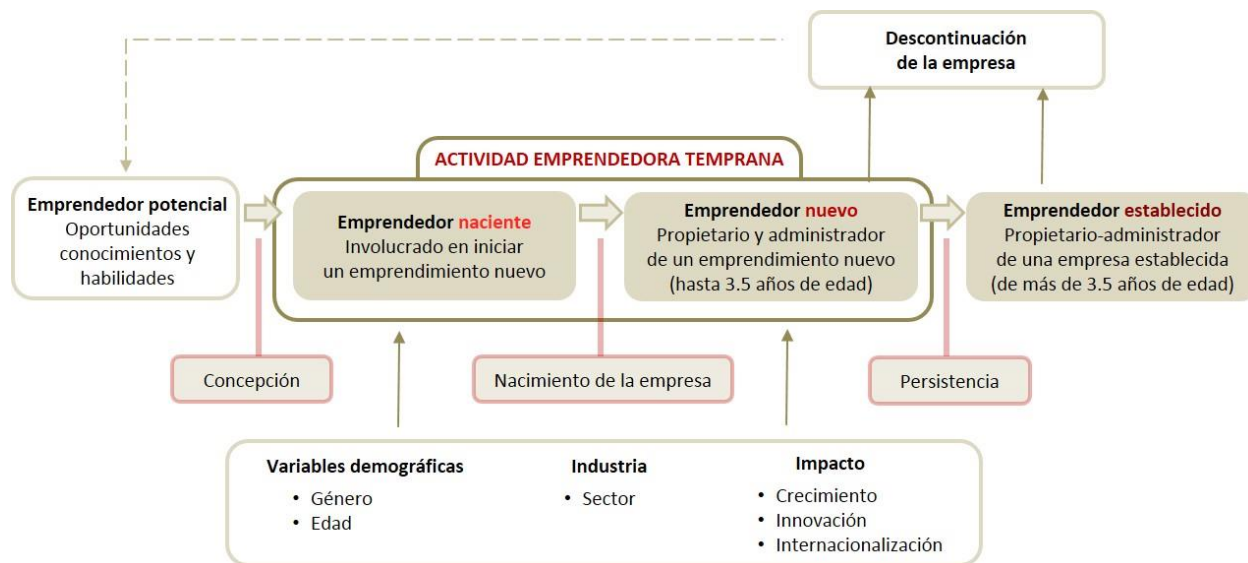 Descontinuación
de la empresa
ACTIVIDAD EMPRENDEDORA TEMPRANA
Emprendedor potencial
Oportunidades
conocimientos y
habilidades
Emprendedor naciente
Involucrado en iniciar
un emprendimiento nuevo
Emprendedor nuevo
Propietario y administrador
de un emprendimiento nuevo
(hasta 3.5 años de edad)
Emprendedor establecido
Propietario-administrador
de una empresa establecida
(de más de 3.5 años de edad)
Concepción
Nacimiento de la empresa
Persistencia
Variables demográficas
• Género
• Edad
Industria
• Sector
Impacto
• Crecimiento
• Innovación
• Internacionalización